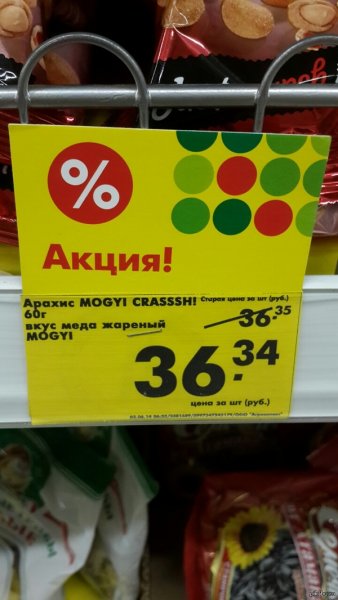 %
Акция!
Арахис MOGYI CRASSSH! Старая цена за шт (руб.)
60г
36.35
вкус меда жареный
MOGYI
36.34
цена за шт (руб.)